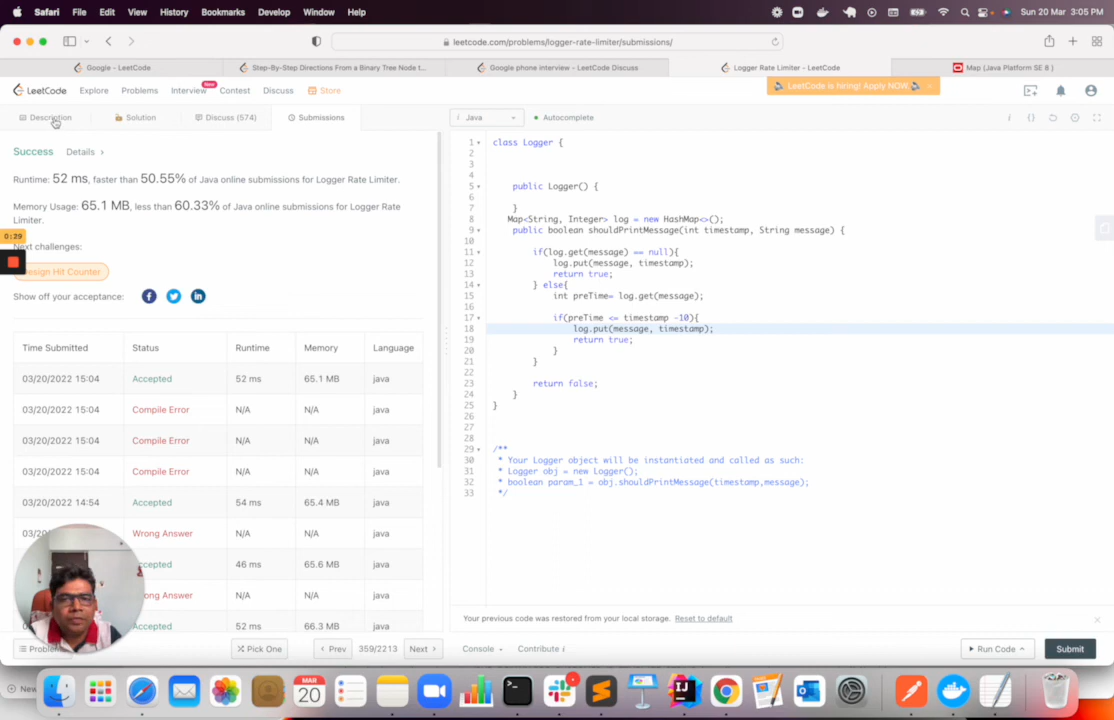 Safari File Edit View History Bookmarks Develop Window Help
Sun 20 Mar 3:05 PM
leetcode.com/problems/logger-rate-limiter/submissions/
Google - LeetCode
Step-By-Step Directions From a Binary Tree Node t...
Google phone interview - LeetCode Discuss
Logger Rate Limiter - LeetCode
Map (Java Platform SE 8 )
LeetCode Explore Problems Interview New Contest Discuss Store
LeetCode is hiring! Apply NOW.
Description Solution Discuss (574) Submissions
Java Autocomplete
Success Details >
Runtime: 52 ms, faster than 50.55% of Java online submissions for Logger Rate Limiter.
Memory Usage: 65.1 MB, less than 60.33% of Java online submissions for Logger Rate
Limiter.
0:29
Next challenges:
Design Hit Counter
Show off your acceptance:
Time Submitted Status Runtime Memory Language
03/20/2022 15:04 Accepted 52 ms 65.1 MB java
03/20/2022 15:04 Compile Error N/A N/A java
03/20/2022 15:04 Compile Error N/A N/A java
03/20/2022 15:04 Compile Error N/A N/A java
03/20/2022 14:54 Accepted 54 ms 65.4 MB java
Wrong Answer N/A N/A java
46 ms 65.6 MB java
N/A N/A java
Accepted 52 ms 66.3 MB java
1 class Logger {
2
3
4
5 public Logger() {
6
7 }
8 Map<String, Integer> log = new HashMap<>();
9 public boolean shouldPrintMessage(int timestamp, String message) {
10
11 if(log.get(message) == null){
12 log.put(message, timestamp);
13 return true;
14 } else{
15 int preTime= log.get(message);
16
17 if(preTime <= timestamp -10){
18 log.put(message, timestamp);
19 return true;
20 }
21 }
22
23 return false;
24 }
25 }
26
27
28
29 /**
30 * Your Logger object will be instantiated and called as such:
31 * Logger obj = new Logger();
32 * boolean param_1 = obj.shouldPrintMessage(timestamp,message);
33 */
Your previous code was restored from your local storage. Reset to default
Pick One < Prev 359/2213 Next >
Console Contribute i
Run Code Submit
MAR
20